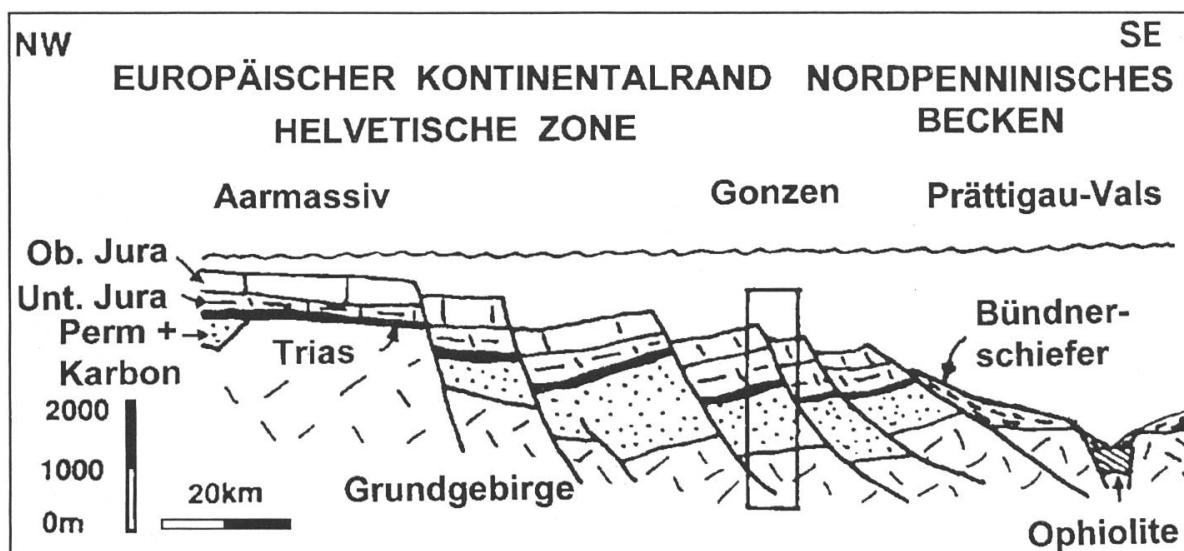 NW
SE
EUROPÄISCHER KONTINENTALRAND
NORDPENNINISCHES
BECKEN
HELVETISCHE ZONE
Aarmassiv
Gonzen
Prättigau-Vals
Ob. Jura
Unt. Jura
Perm +
Karbon
Trias
Bündner-
schiefer
2000
1000
0m
20km
Grundgebirge
Ophiolite